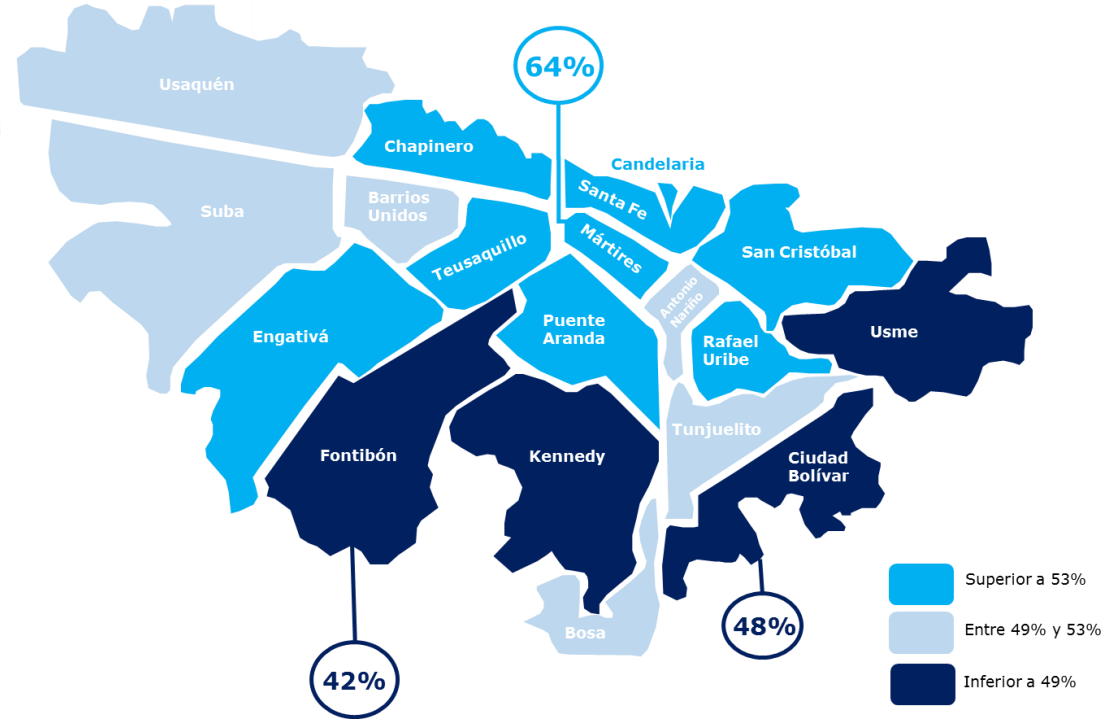 64%
Usaquén
Chapinero
Candelaria
Santa Fe
Barrios
Unidos
Suba
Teusaquillo
Mártires
San Cristóbal
Antonio
Nariño
Engativá
Puente
Aranda
Rafael
Uribe
Usme
Tunjuelito
Fontibón
Kennedy
Ciudad
Bolívar
Bosa
48%
42%
Superior a 53%
Entre 49% y 53%
Inferior a 49%